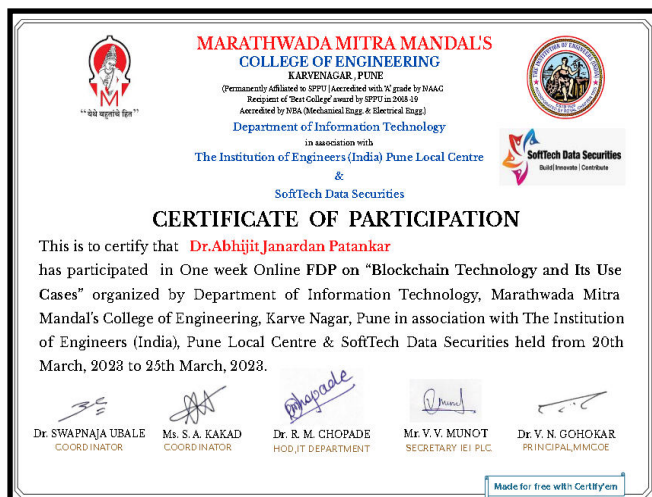 MARATHWADA MITRA MANDAL'S
COLLEGE OF ENGINEERING
KARVENAGAR, PUNE
(Permanently Affiliated to SPPU | Accredited with 'A' grade by NAAC
Recipient of 'Best College' award by SPPU in 2018-19
Accredited by NBA (Mechanical Engg. & Electrical Engg.)
"येथे बहुतांचे हित"
Department of Information Technology
in association with
The Institution of Engineers (India) Pune Local Centre
&
SoftTech Data Securities
THE INSTITUTION OF ENGINEERS (INDIA)
SoftTech Data Securities
Build | Innovate | Contribute
CERTIFICATE OF PARTICIPATION
This is to certify that Dr.Abhijit Janardan Patankar
has participated in One week Online FDP on "Blockchain Technology and Its Use
Cases" organized by Department of Information Technology, Marathwada Mitra
Mandal's College of Engineering, Karve Nagar, Pune in association with The Institution
of Engineers (India), Pune Local Centre & SoftTech Data Securities held from 20th
March, 2023 to 25th March, 2023.
Dr. SWAPNAJA UBALE
COORDINATOR
Ms. S. A. KAKAD
COORDINATOR
Dr. R. M. CHOPADE
HOD,IT DEPARTMENT
Mr. V. V. MUNOT
SECRETARY IEI PLC
Dr. V. N. GOHOKAR
PRINCIPAL,MMCOE
Made for free with Certify'em